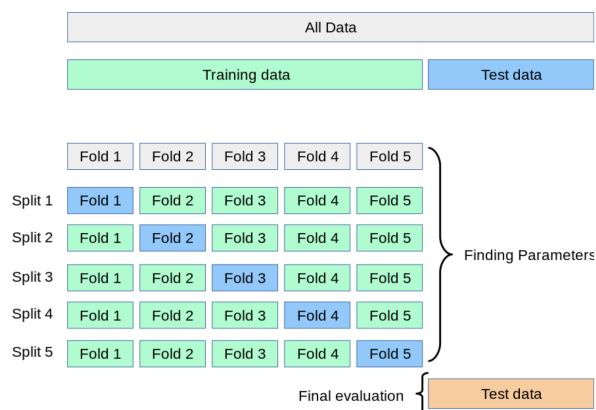 All Data
Training data Test data
Fold 1 Fold 2 Fold 3 Fold 4 Fold 5
Split 1 Fold 1 Fold 2 Fold 3 Fold 4 Fold 5
Split 2 Fold 1 Fold 2 Fold 3 Fold 4 Fold 5
Finding Parameters
Split 3 Fold 1 Fold 2 Fold 3 Fold 4 Fold 5
Split 4 Fold 1 Fold 2 Fold 3 Fold 4 Fold 5
Split 5 Fold 1 Fold 2 Fold 3 Fold 4 Fold 5
Final evaluation Test data